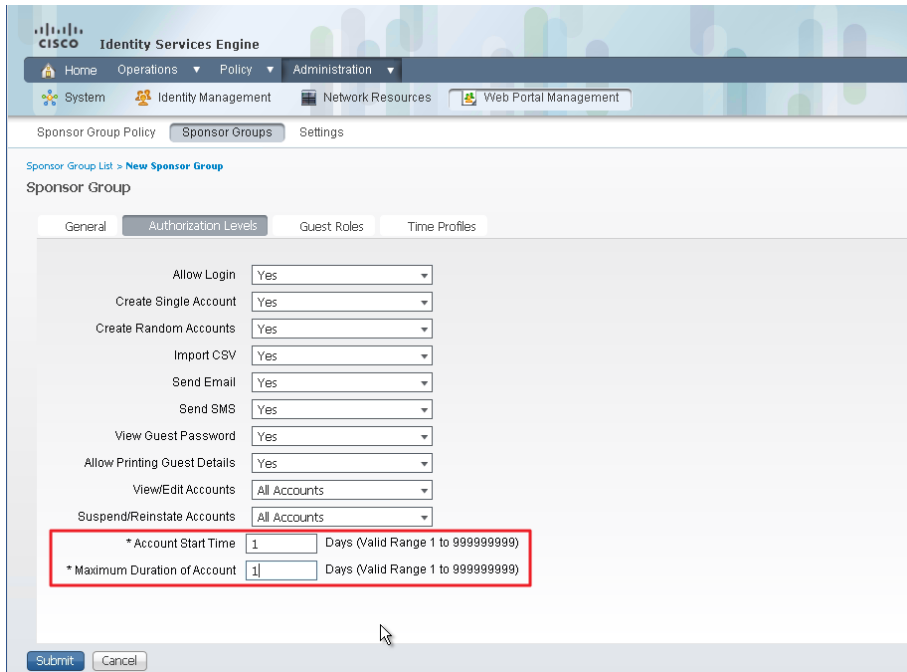 CISCO Identity Services Engine
Home Operations Policy Administration
System Identity Management Network Resources Web Portal Management
Sponsor Group Policy Sponsor Groups Settings
Sponsor Group List > New Sponsor Group
Sponsor Group
General Authorization Levels Guest Roles Time Profiles
Allow Login Yes
Create Single Account Yes
Create Random Accounts Yes
Import CSV Yes
Send Email Yes
Send SMS Yes
View Guest Password Yes
Allow Printing Guest Details Yes
View/Edit Accounts All Accounts
Suspend/Reinstate Accounts All Accounts
* Account Start Time 1 Days (Valid Range 1 to 999999999)
* Maximum Duration of Account 1 Days (Valid Range 1 to 999999999)
Submit Cancel